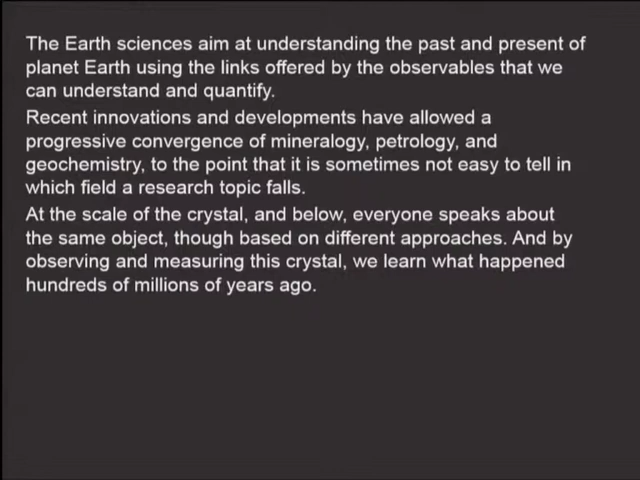 The Earth sciences aim at understanding the past and present of
planet Earth using the links offered by the observables that we
can understand and quantify.
Recent innovations and developments have allowed a
progressive convergence of mineralogy, petrology, and
geochemistry, to the point that it is sometimes not easy to tell in
which field a research topic falls.
At the scale of the crystal, and below, everyone speaks about
the same object, though based on different approaches. And by
observing and measuring this crystal, we learn what happened
hundreds of millions of years ago.